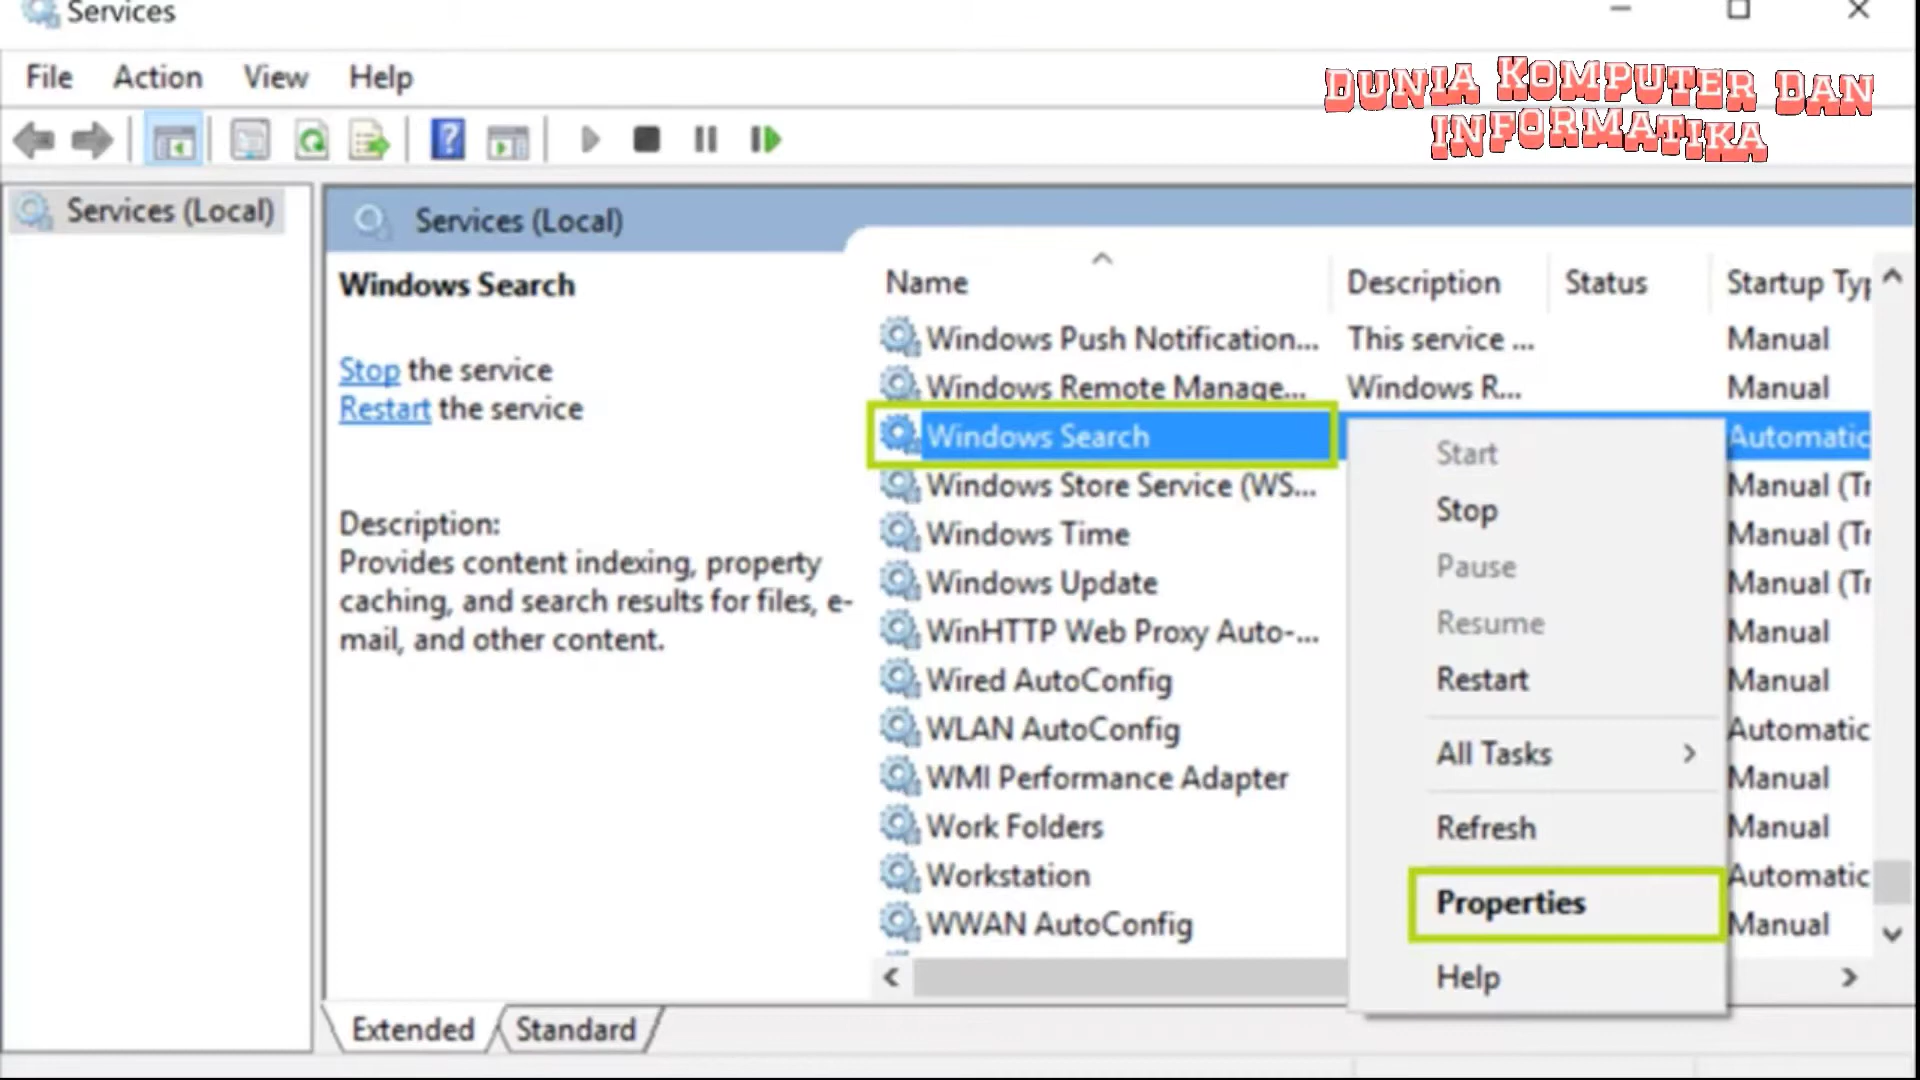 Services
File Action View Help
DUNIA KOMPUTER DAN
INFORMATIKA
Services (Local)
Services (Local)
Windows Search
Stop the service
Restart the service
Description:
Provides content indexing, property
caching, and search results for files, e-
mail, and other content.
Name Description Status Startup Typ
Windows Push Notification... This service ... Manual
Windows Remote Manage... Windows R... Manual
Windows Search Automatic
Windows Store Service (WS... Manual (Tr
Windows Time Manual (Tr
Windows Update Manual (Tr
WinHTTP Web Proxy Auto-... Manual
Wired AutoConfig Manual
WLAN AutoConfig Automatic
WMI Performance Adapter Manual
Work Folders Manual
Workstation Automatic
WWAN AutoConfig Manual
Start
Stop
Pause
Resume
Restart
All Tasks
Refresh
Properties
Help
Extended Standard